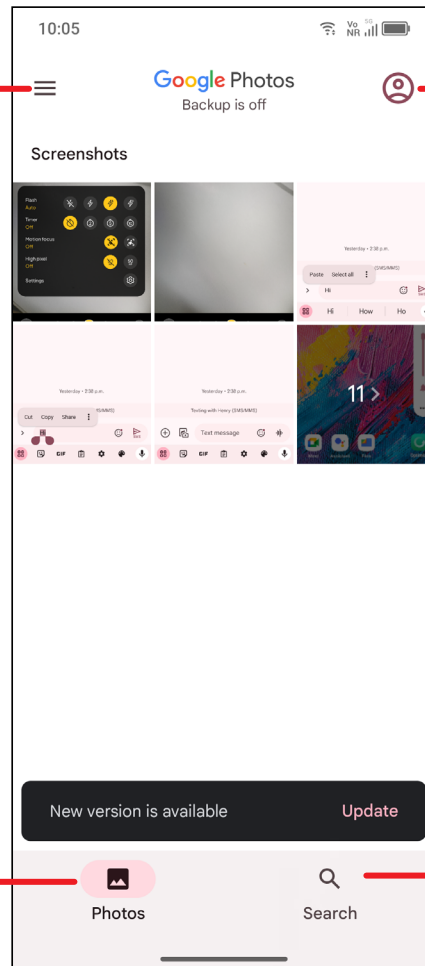 10:05
Vo 5G
NR
Google Photos
Backup is off
Screenshots
Flash
Auto
Timer
Off
Motion focus
Off
High pixel
Off
Settings
Yesterday • 2:38 p.m.
(SMS/MMS)
Paste Select all
Hi
Hi How Ho
Yesterday • 2:38 p.m.
Cut Copy Share
GIF
Yesterday • 2:38 p.m.
Texting with Harry (SMS/MMS)
Text message
GIF
11 >
New version is available
Update
Photos
Search